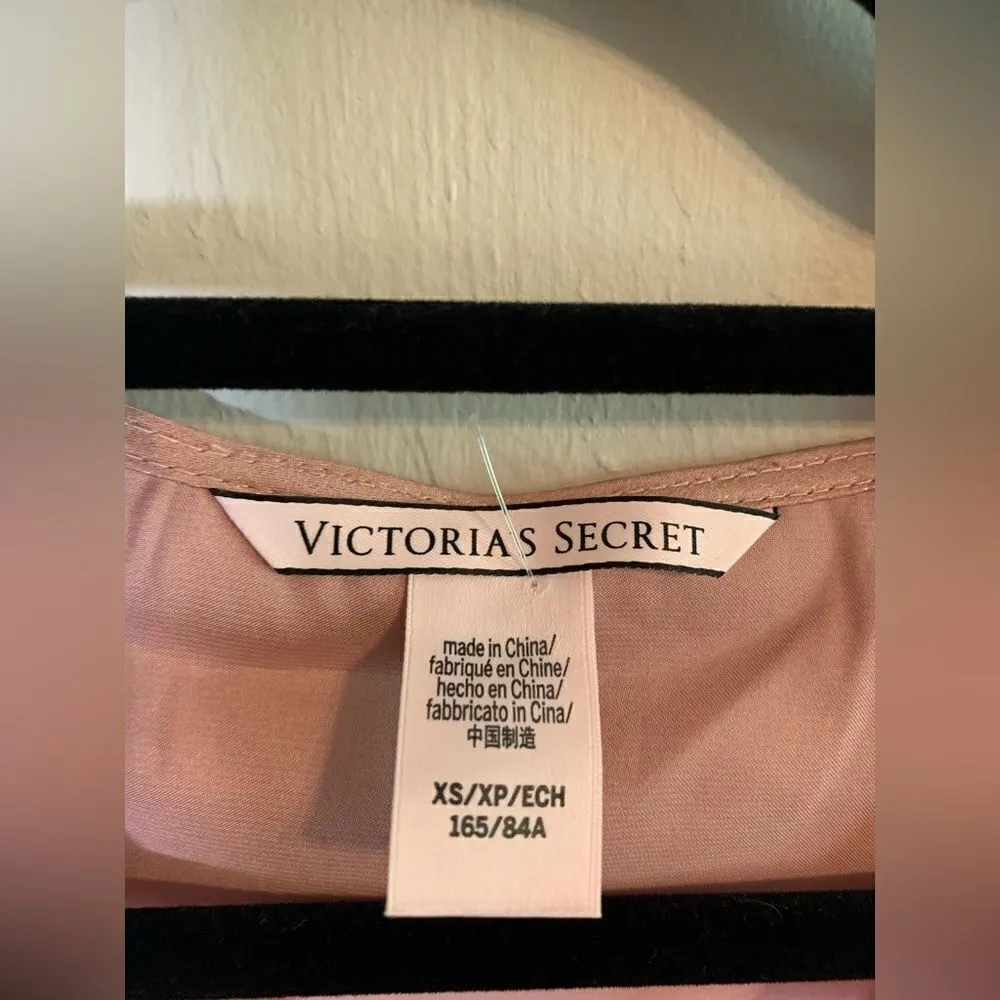 VICTORIA'S SECRET
made in China/
fabriqué en Chine/
hecho en China/
fabbricato in Cina/
中国制造
XS/XP/ECH
165/84A